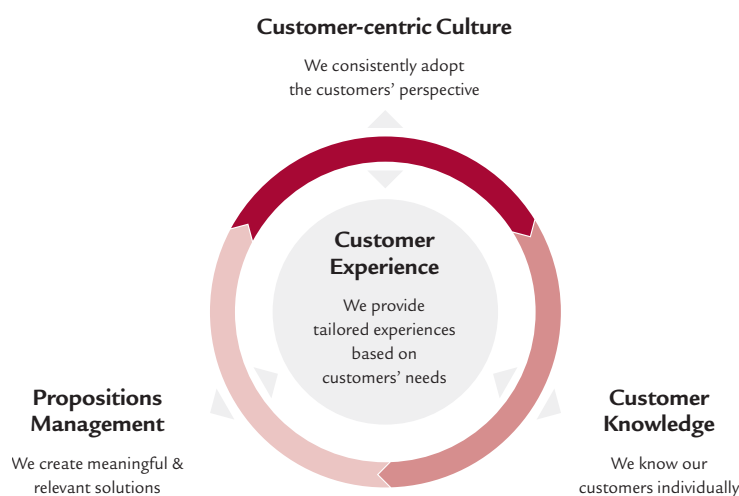 Customer-centric Culture
We consistently adopt
the customers’ perspective
Customer
Experience
We provide
tailored experiences
based on
customers’ needs
Propositions
Management
We create meaningful &
relevant solutions
Customer
Knowledge
We know our
customers individually